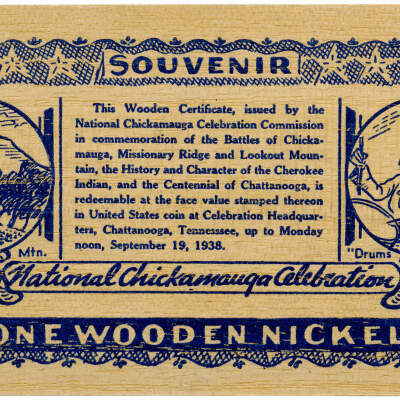 SOUVENIR
This Wooden Certificate, issued by the
National Chickamauga Celebration Commission
in commemoration of the Battles of Chicka-
mauga, Missionary Ridge and Lookout Moun-
tain, the History and Character of the Cherokee
Indian, and the Centennial of Chattanooga, is
redeemable at the face value stamped thereon
in United States coin at Celebration Headquar-
ters, Chattanooga, Tennessee, up to Monday
noon, September 19, 1938.
Mtn.
"Drums
National Chickamauga Celebration
ONE WOODEN NICKEL